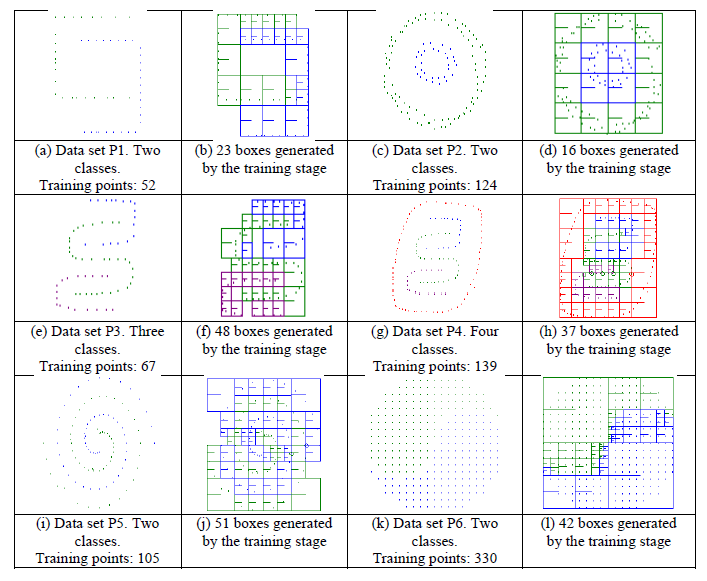 (a) Data set P1. Two
classes.
Training points: 52
(b) 23 boxes generated
by the training stage
(c) Data set P2. Two
classes.
Training points: 124
(d) 16 boxes generated
by the training stage
(e) Data set P3. Three
classes.
Training points: 67
(f) 48 boxes generated
by the training stage
(g) Data set P4. Four
classes.
Training points: 139
(h) 37 boxes generated
by the training stage
(i) Data set P5. Two
classes.
Training points: 105
(j) 51 boxes generated
by the training stage
(k) Data set P6. Two
classes.
Training points: 330
(l) 42 boxes generated
by the training stage